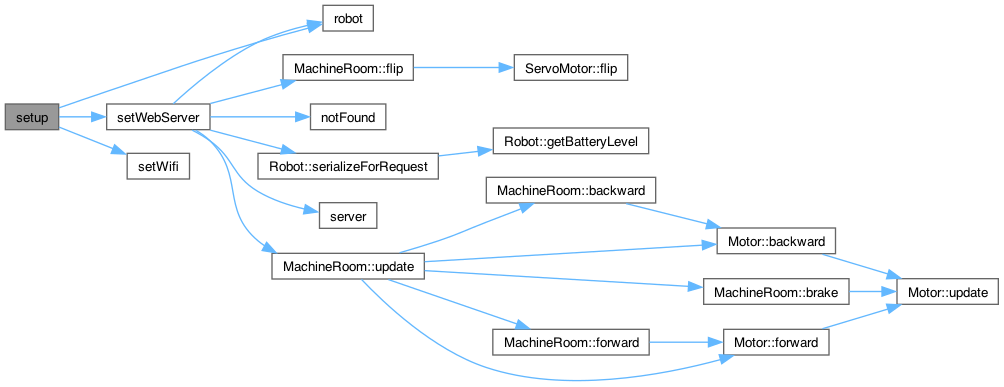 robot
MachineRoom::flip
ServoMotor::flip
setup
setWebServer
notFound
Robot::getBatteryLevel
setWifi
Robot::serializeForRequest
MachineRoom::backward
server
Motor::backward
MachineRoom::update
MachineRoom::brake
Motor::update
MachineRoom::forward
Motor::forward